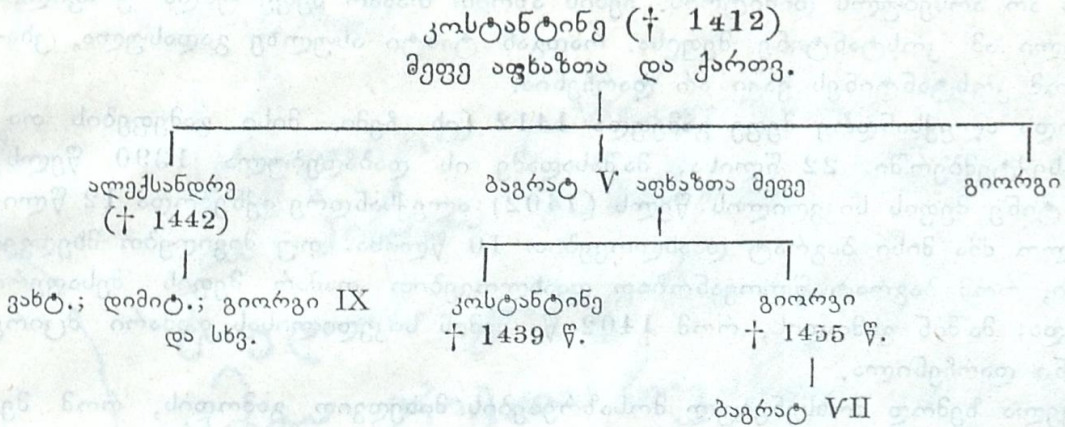 კოსტანტინე († 1412)
მეფე აფხაზთა და ქართვ.
ალექსანდრე
(† 1442)
ბაგრატ V აფხაზთა მეფე
გიორგი
ვახტ.; დიმიტ.; გიორგი IX
და სხვ.
კოსტანტინე
† 1439 წ.
გიორგი
† 1455 წ.
ბაგრატ VII